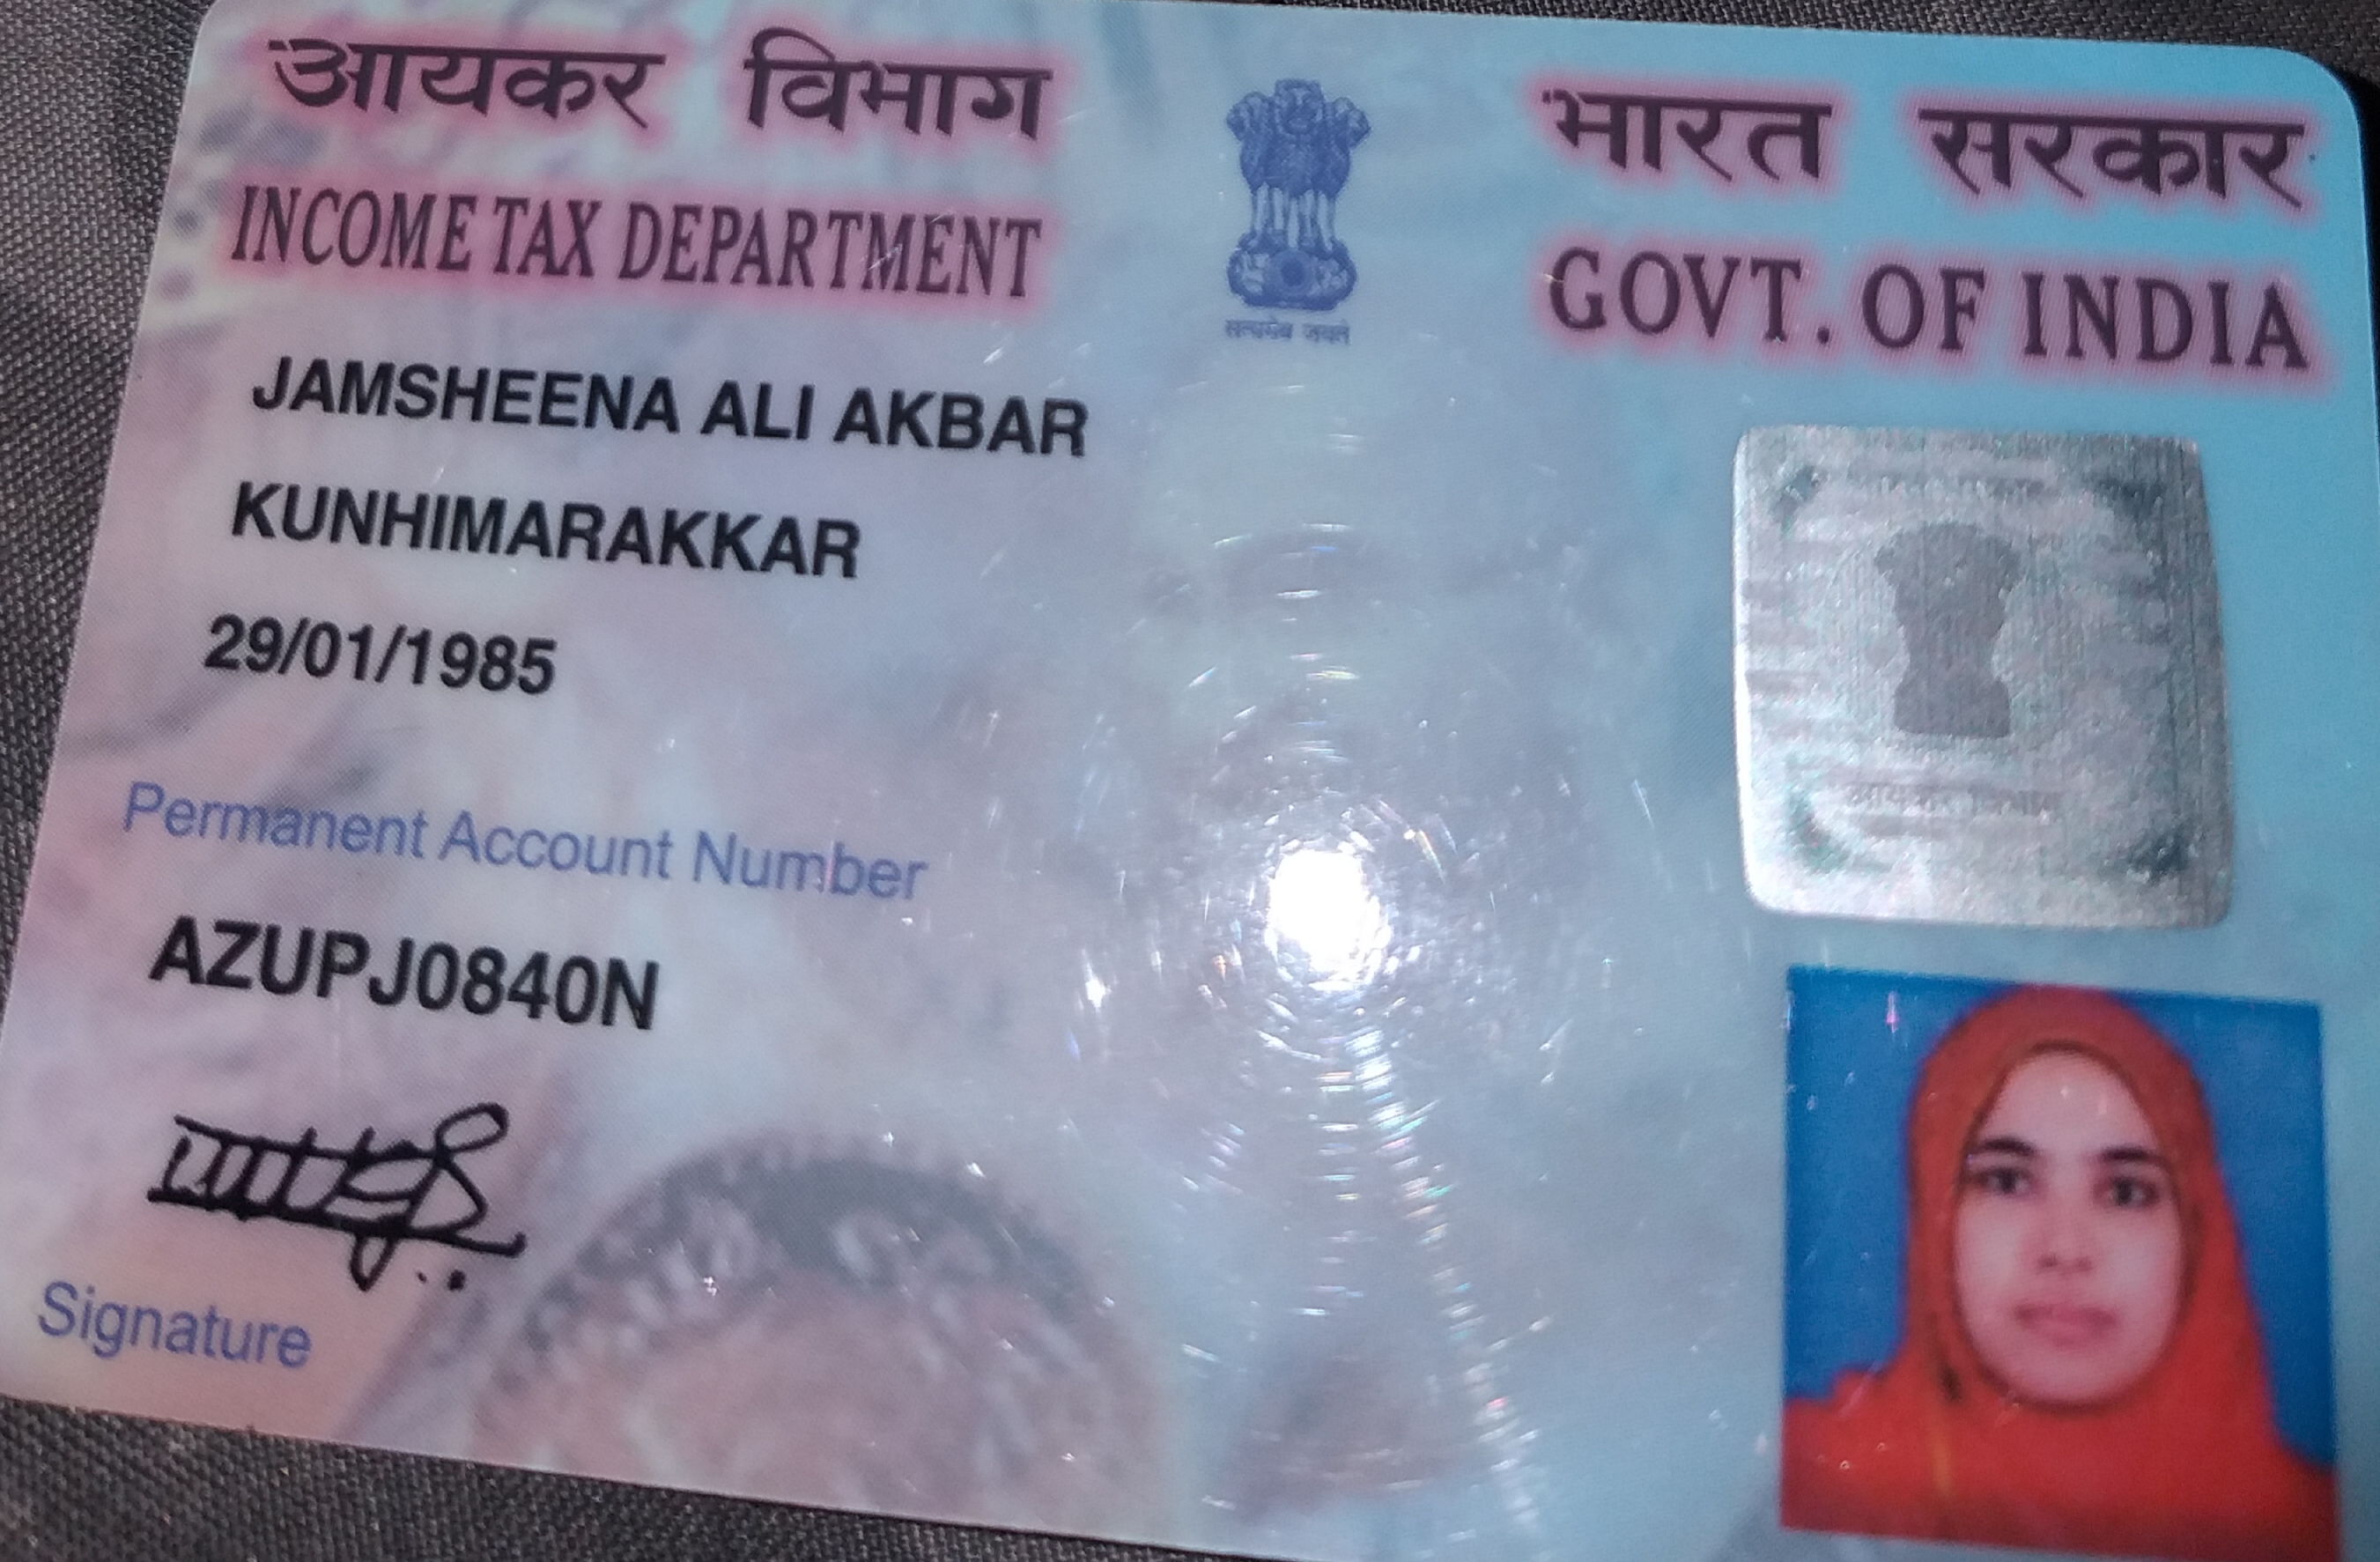 आयकर विभाग
INCOME TAX DEPARTMENT
सत्यमेव जयते
भारत सरकार
GOVT. OF INDIA
JAMSHEENA ALI AKBAR
KUNHIMARAKKAR
29/01/1985
Permanent Account Number
AZUPJ0840N
Signature
आयकर विभाग